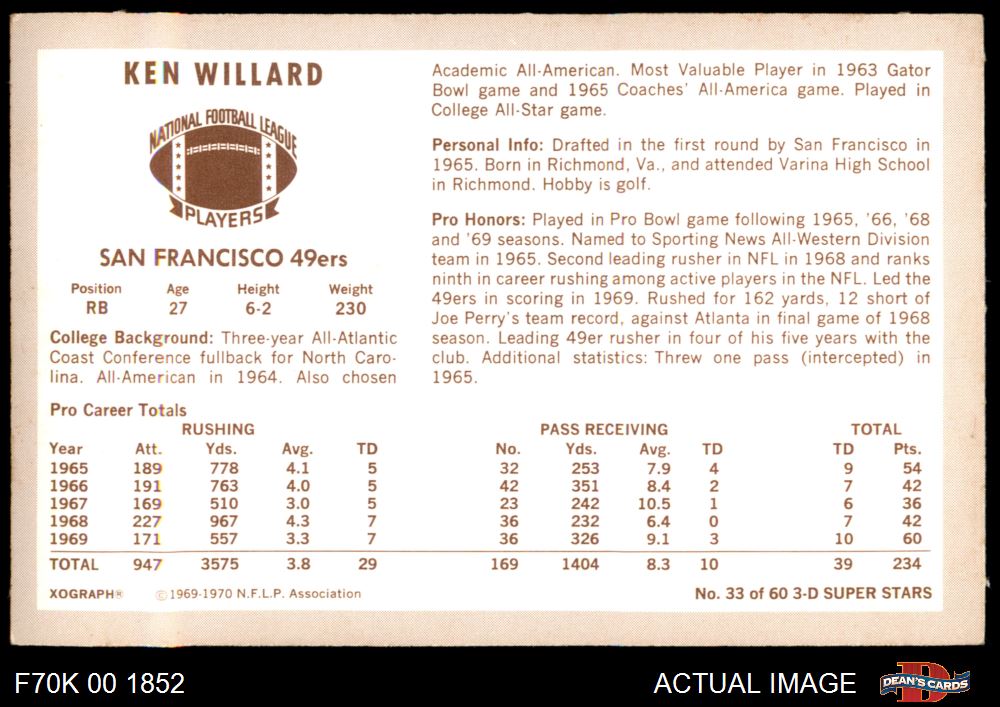 KEN WILLARD
NATIONAL FOOTBALL LEAGUE
PLAYERS
SAN FRANCISCO 49ers
Position Age Height Weight
RB 27 6-2 230
College Background: Three-year All-Atlantic
Coast Conference fullback for North Caro-
lina. All-American in 1964. Also chosen
Academic All-American. Most Valuable Player in 1963 Gator
Bowl game and 1965 Coaches' All-America game. Played in
College All-Star game.
Personal Info: Drafted in the first round by San Francisco in
1965. Born in Richmond, Va., and attended Varina High School
in Richmond. Hobby is golf.
Pro Honors: Played in Pro Bowl game following 1965, '66, '68
and '69 seasons. Named to Sporting News All-Western Division
team in 1965. Second leading rusher in NFL in 1968 and ranks
ninth in career rushing among active players in the NFL. Led the
49ers in scoring in 1969. Rushed for 162 yards, 12 short of
Joe Perry's team record, against Atlanta in final game of 1968
season. Leading 49er rusher in four of his five years with the
club. Additional statistics: Threw one pass (intercepted) in
1965.
Pro Career Totals
RUSHING PASS RECEIVING TOTAL
Year Att. Yds. Avg. TD No. Yds. Avg. TD TD Pts.
1965 189 778 4.1 5 32 253 7.9 4 9 54
1966 191 763 4.0 5 42 351 8.4 2 7 42
1967 169 510 3.0 5 23 242 10.5 1 6 36
1968 227 967 4.3 7 36 232 6.4 0 7 42
1969 171 557 3.3 7 36 326 9.1 3 10 60
TOTAL 947 3575 3.8 29 169 1404 8.3 10 39 234
XOGRAPH® ©1969-1970 N.F.L.P. Association No. 33 of 60 3-D SUPER STARS
F70K 00 1852 ACTUAL IMAGE D DEAN'S CARDS